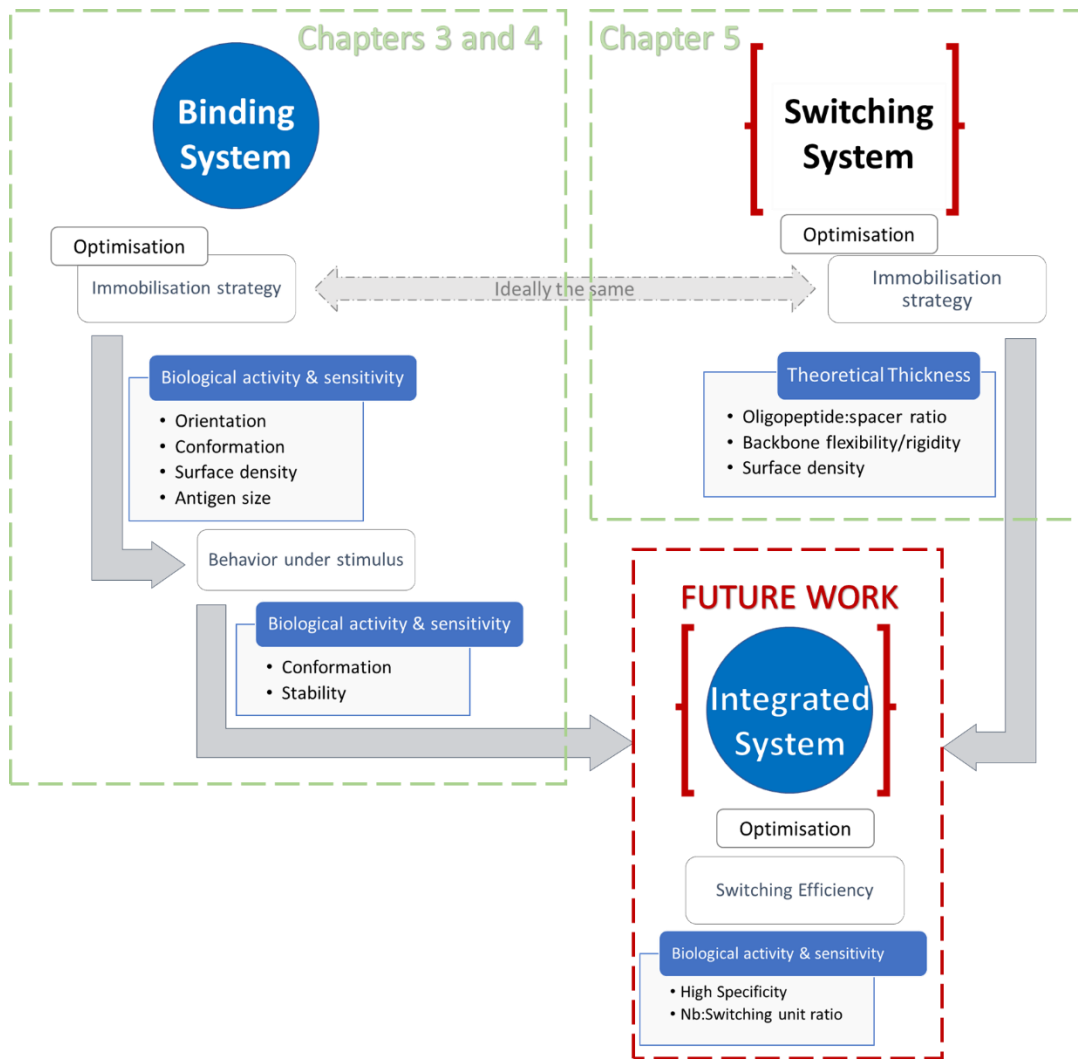 Chapters 3 and 4
Binding
System
Optimisation
Immobilisation strategy
Ideally the same
Biological activity & sensitivity
• Orientation
• Conformation
• Surface density
• Antigen size
Behavior under stimulus
Biological activity & sensitivity
• Conformation
• Stability
Chapter 5
Switching
System
Optimisation
Immobilisation
strategy
Theoretical Thickness
• Oligopeptide:spacer ratio
• Backbone flexibility/rigidity
• Surface density
FUTURE WORK
Integrated
System
Optimisation
Switching Efficiency
Biological activity & sensitivity
• High Specificity
• Nb:Switching unit ratio